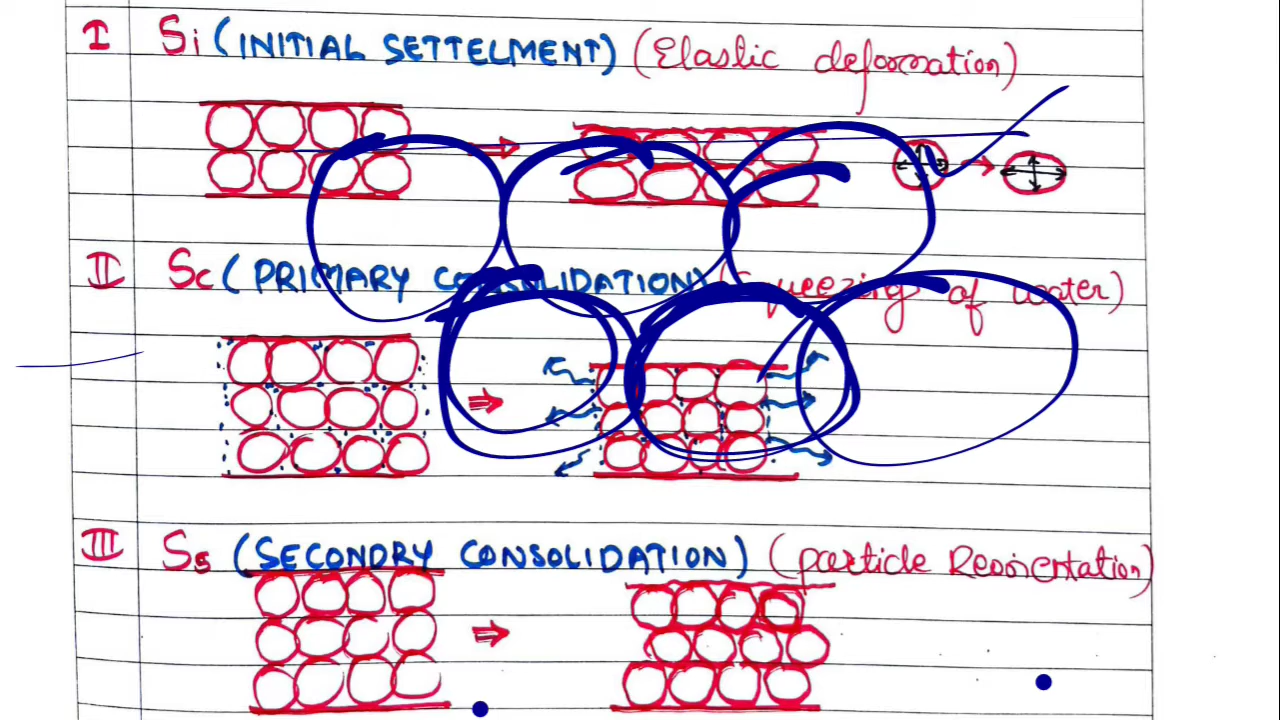 I Si (INITIAL SETTELMENT) (Elastic deformation)
II Sc (PRIMARY CONSOLIDATION) (Squeezing of water)
III Ss (SECONDRY CONSOLIDATION) (particle Reorientation)